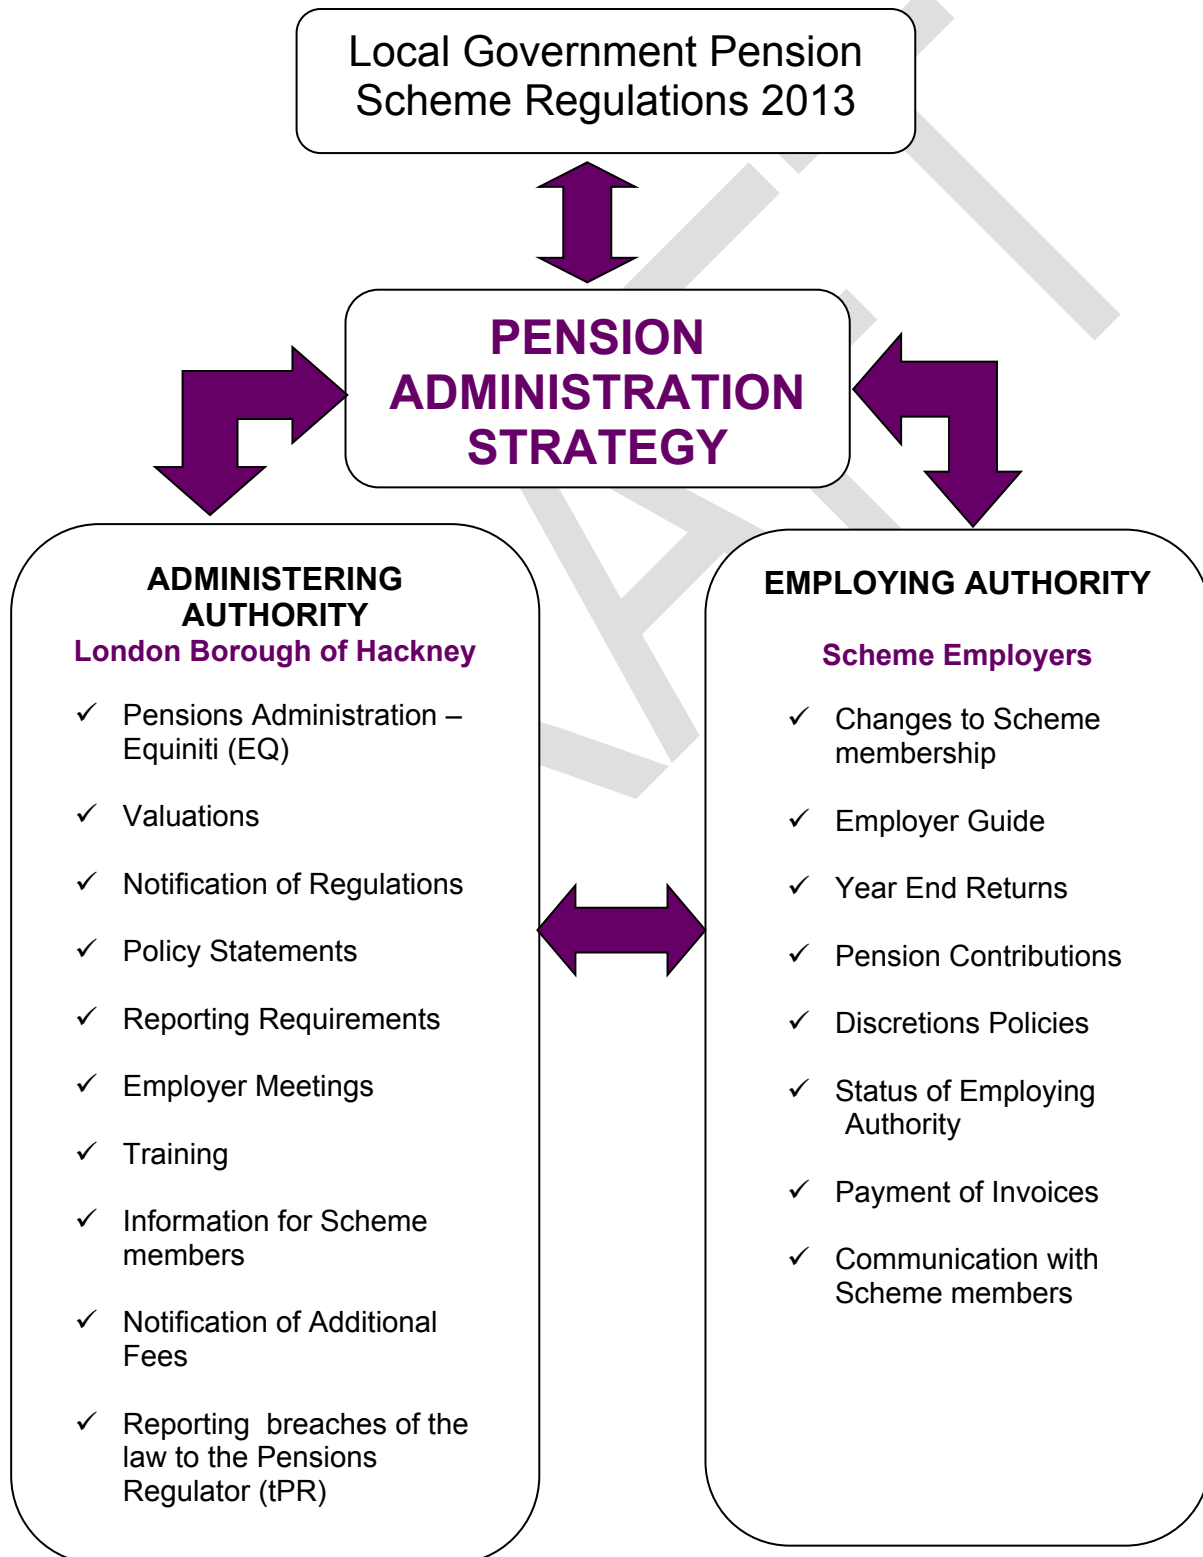 Local Government Pension
Scheme Regulations 2013
PENSION
ADMINISTRATION
STRATEGY
ADMINISTERING
AUTHORITY
London Borough of Hackney
✓ Pensions Administration –
Equiniti (EQ)
✓ Valuations
✓ Notification of Regulations
✓ Policy Statements
✓ Reporting Requirements
✓ Employer Meetings
✓ Training
✓ Information for Scheme
members
✓ Notification of Additional
Fees
✓ Reporting breaches of the
law to the Pensions
Regulator (tPR)
EMPLOYING AUTHORITY
Scheme Employers
✓ Changes to Scheme
membership
✓ Employer Guide
✓ Year End Returns
✓ Pension Contributions
✓ Discretions Policies
✓ Status of Employing
Authority
✓ Payment of Invoices
✓ Communication with
Scheme members